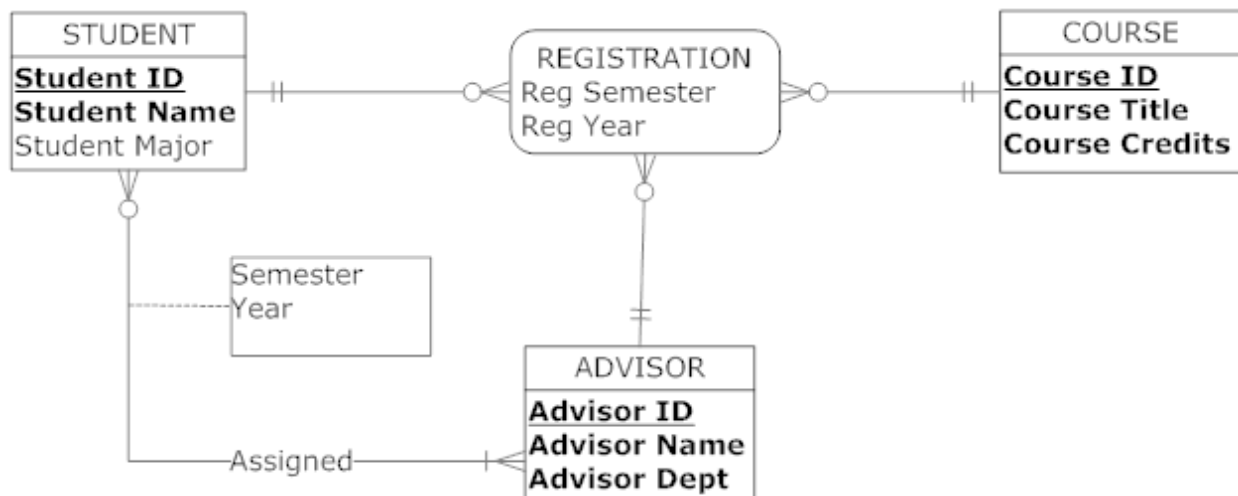 STUDENT
Student ID
Student Name
Student Major
REGISTRATION
Reg Semester
Reg Year
COURSE
Course ID
Course Title
Course Credits
Semester
Year
Assigned
ADVISOR
Advisor ID
Advisor Name
Advisor Dept